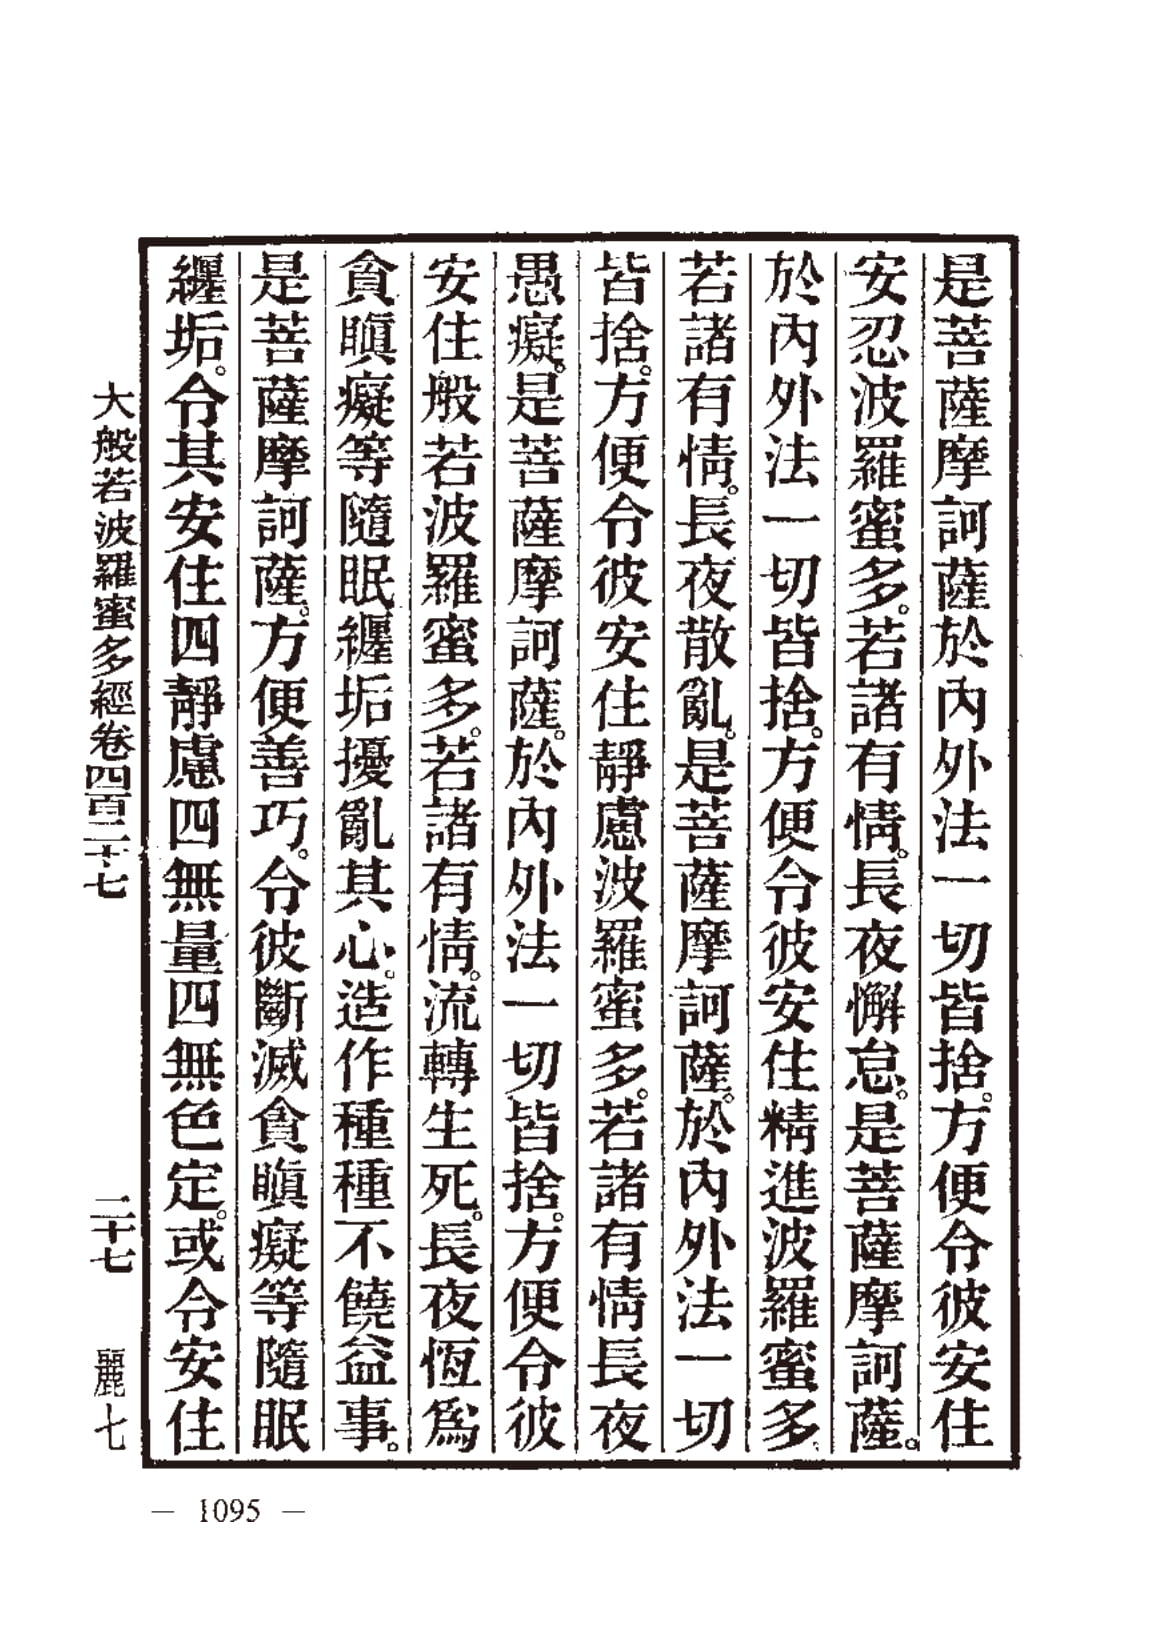 是菩薩摩訶薩於內外法一切皆捨。方便令彼安住
安忍波羅蜜多。若諸有情。長夜懈怠。是菩薩摩訶薩。
於內外法一切皆捨。方便令彼安住精進波羅蜜多
若諸有情。長夜散亂。是菩薩摩訶薩。於內外法一切
皆捨。方便令彼安住靜慮波羅蜜多。若諸有情長夜
愚癡。是菩薩摩訶薩。於內外法一切皆捨。方便令彼
安住般若波羅蜜多。若諸有情。流轉生死。長夜恆為
貪瞋癡等隨眠纏垢擾亂其心。造作種種不饒益事。
是菩薩摩訶薩。方便善巧。令彼斷滅貪瞋癡等隨眠
纏垢。令其安住四靜慮四無量四無色定。或令安住
大般若波羅蜜多經卷四百二十七 二十七 麗七
— 1095 —